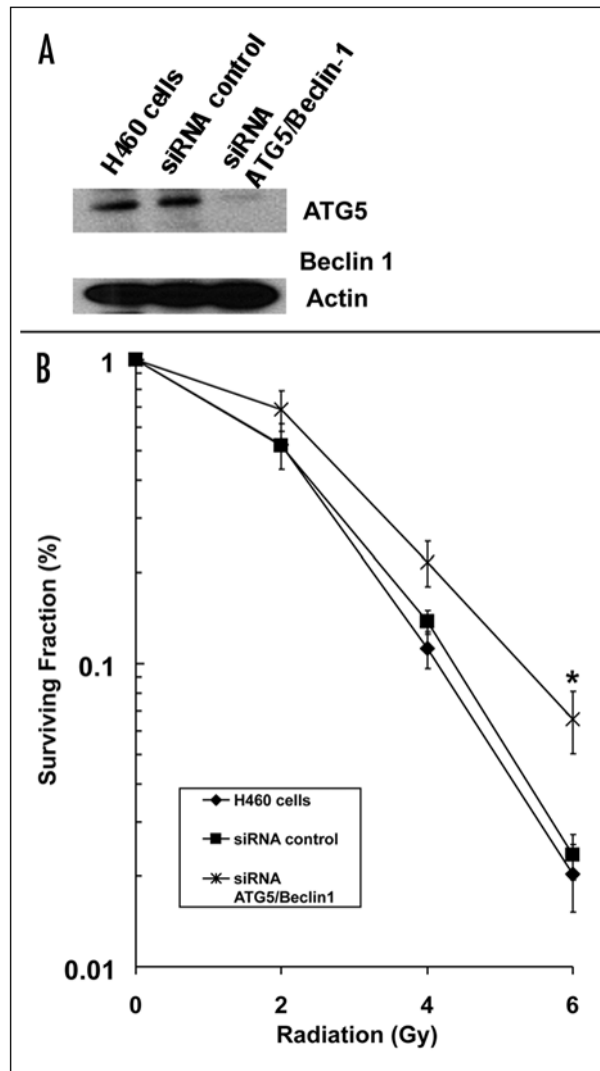 A
H460 cells
siRNA control
siRNA
ATG5/Beclin-1
ATG5
Beclin 1
Actin
B
1
0.1
0.01
Surviving Fraction (%)
*
H460 cells
siRNA control
siRNA
ATG5/Beclin1
0 2 4 6
Radiation (Gy)